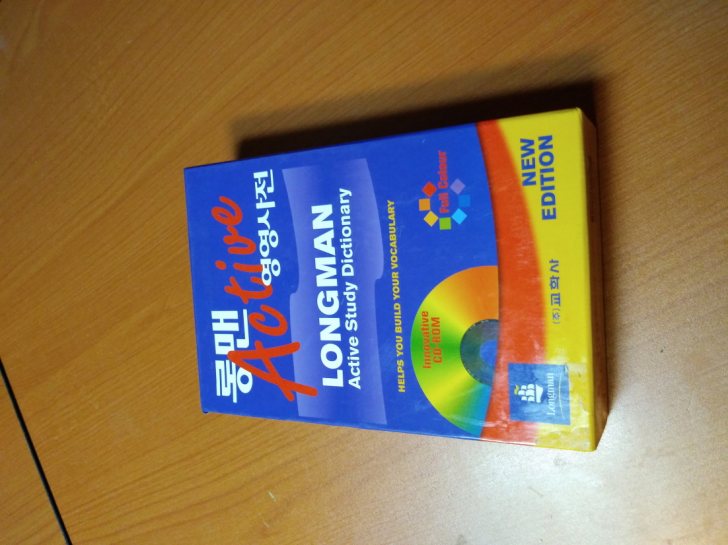 롱맨
Active
영영사전
LONGMAN
Active Study Dictionary
HELPS YOU BUILD YOUR VOCABULARY
Full Colour
Innovative
CD-ROM
NEW
EDITION
Longman
(주)교학사